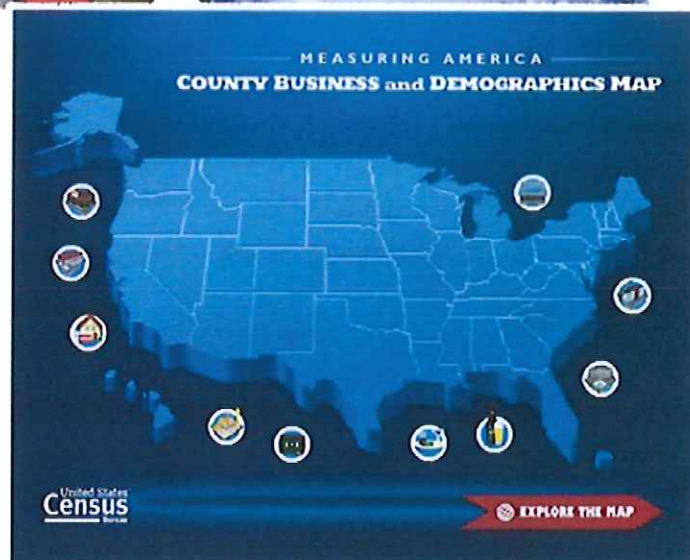 MEASURING AMERICA
COUNTY BUSINESS and DEMOGRAPHICS MAP
United States
Census
Bureau
EXPLORE THE MAP